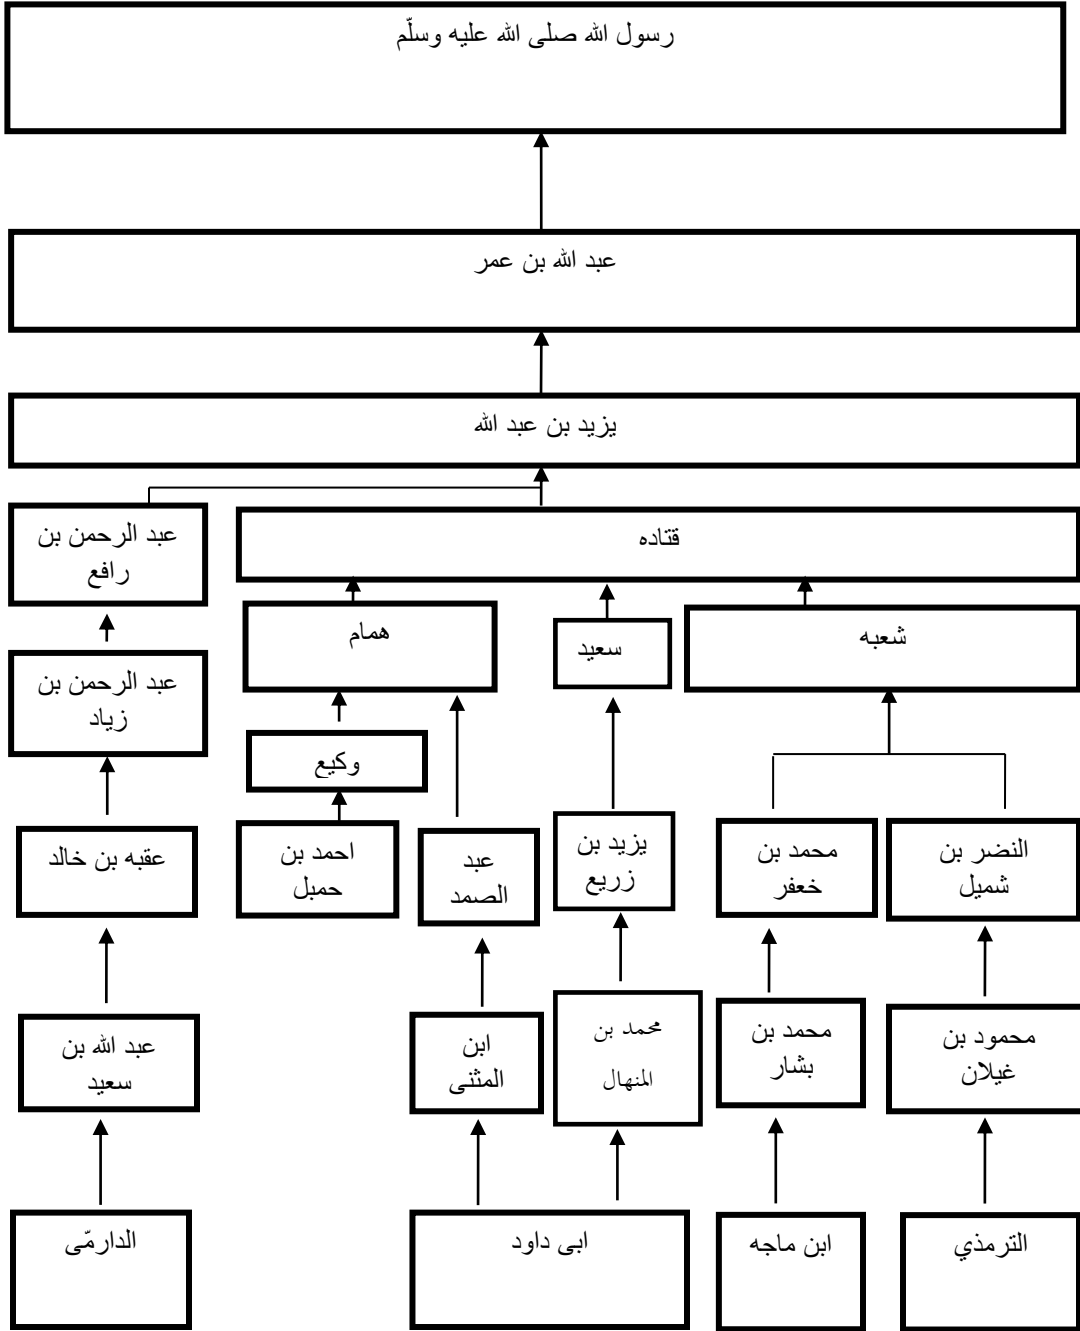 رسول الله صلى الله عليه وسلّم
عبد الله بن عمر
يزيد بن عبد الله
عبد الرحمن بن
رافع
قتاده
همام
سعيد
شعبه
عبد الرحمن بن
زياد
وكيع
عقبه بن خالد
احمد بن
حمبل
عبد
الصمد
يزيد بن
زريع
محمد بن
خعفر
النضر بن
شميل
عبد الله بن
سعيد
ابن
المثنى
محمد بن
المنهال
محمد بن
بشار
محمود بن
غيلان
الدارمّى
ابى داود
ابن ماجه
الترمذي